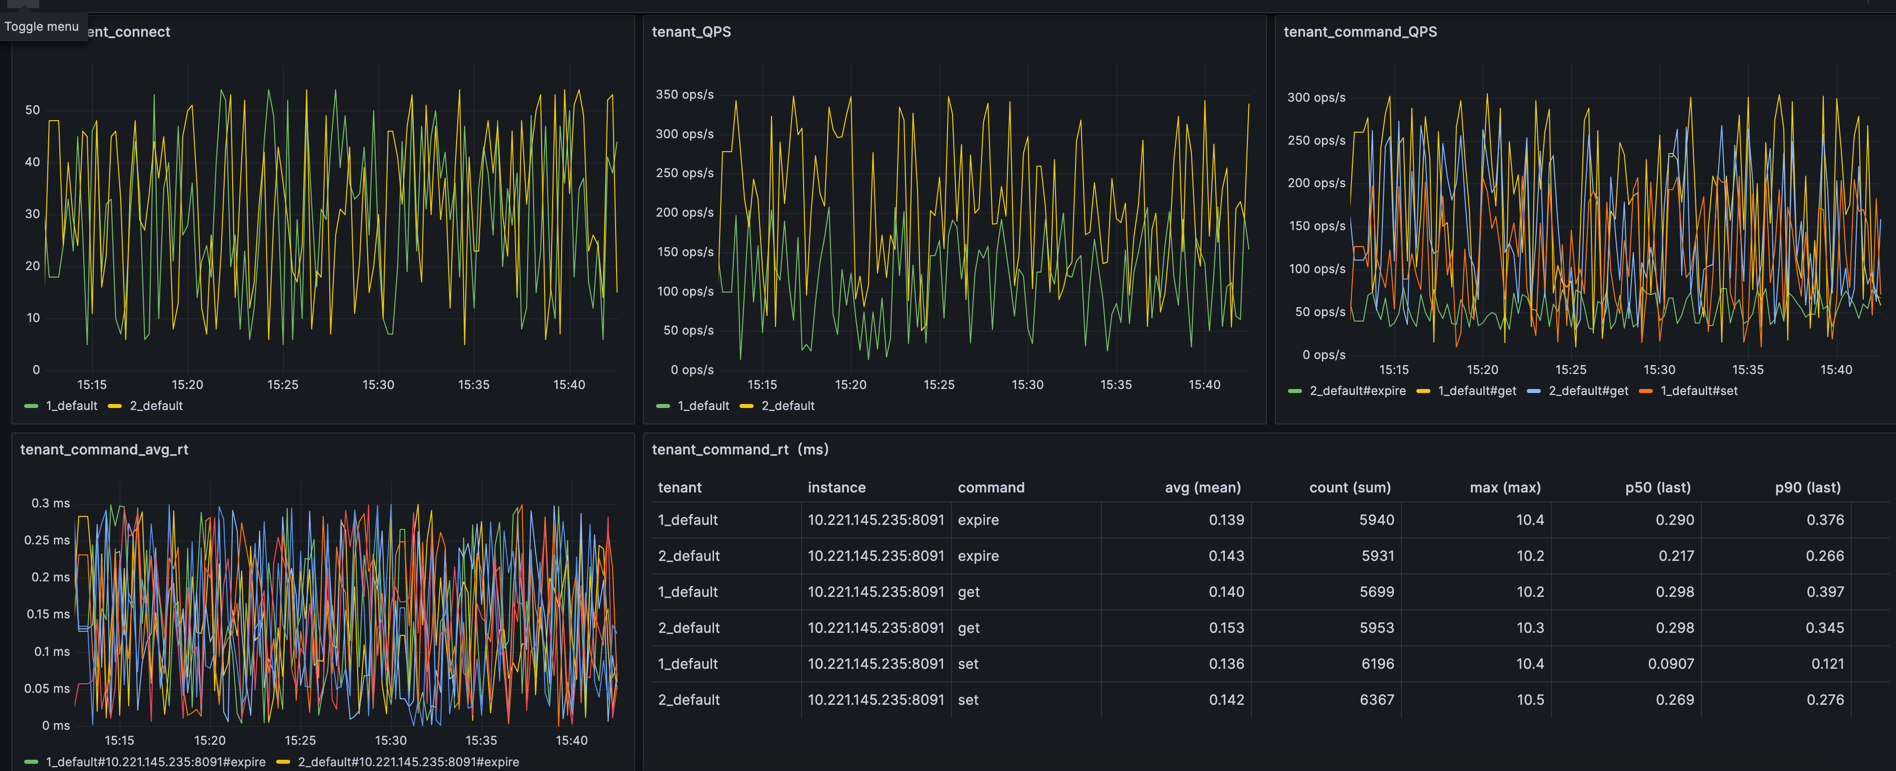 Toggle menu
ent_connect
50
40
30
20
10
0
15:15 15:20 15:25 15:30 15:35 15:40
1_default 2_default
tenant_QPS
350 ops/s
300 ops/s
250 ops/s
200 ops/s
150 ops/s
100 ops/s
50 ops/s
0 ops/s
15:15 15:20 15:25 15:30 15:35 15:40
1_default 2_default
tenant_command_QPS
300 ops/s
250 ops/s
200 ops/s
150 ops/s
100 ops/s
50 ops/s
0 ops/s
15:15 15:20 15:25 15:30 15:35 15:40
2_default#expire 1_default#get 2_default#get 1_default#set
tenant_command_avg_rt
0.3 ms
0.25 ms
0.2 ms
0.15 ms
0.1 ms
0.05 ms
0 ms
15:15 15:20 15:25 15:30 15:35 15:40
1_default#10.221.145.235:8091#expire 2_default#10.221.145.235:8091#expire
tenant_command_rt (ms)
tenant instance command avg (mean) count (sum) max (max) p50 (last) p90 (last)
1_default 10.221.145.235:8091 expire 0.139 5940 10.4 0.290 0.376
2_default 10.221.145.235:8091 expire 0.143 5931 10.2 0.217 0.266
1_default 10.221.145.235:8091 get 0.140 5699 10.2 0.298 0.397
2_default 10.221.145.235:8091 get 0.153 5953 10.3 0.298 0.345
1_default 10.221.145.235:8091 set 0.136 6196 10.4 0.0907 0.121
2_default 10.221.145.235:8091 set 0.142 6367 10.5 0.269 0.276